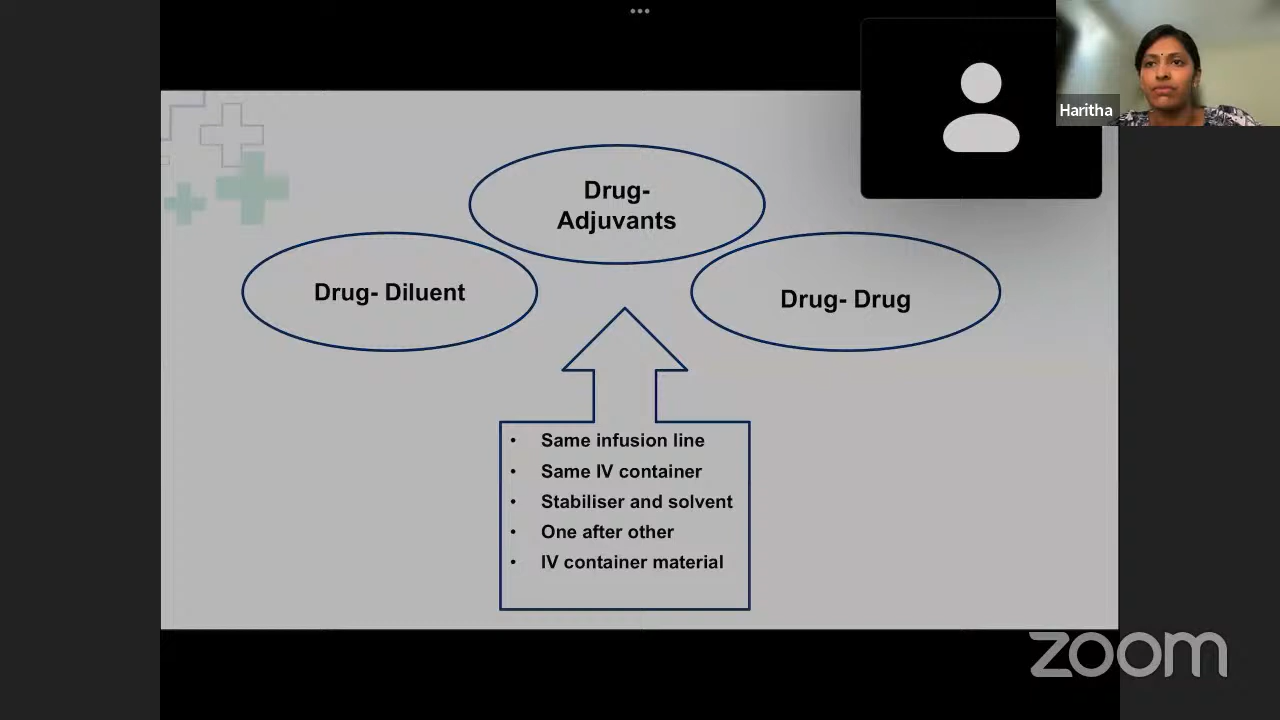 Haritha
Drug-
Adjuvants
Drug- Diluent
Drug- Drug
• Same infusion line
• Same IV container
• Stabiliser and solvent
• One after other
• IV container material
zoom